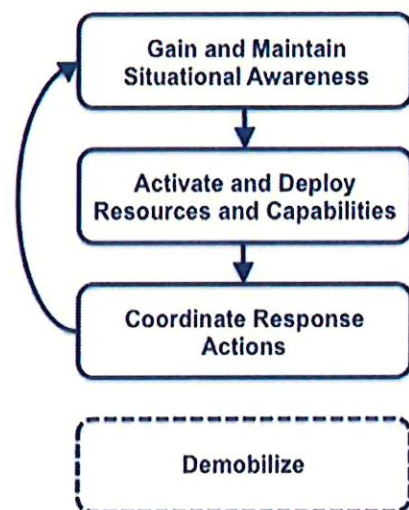 Gain and Maintain
Situational Awareness
Activate and Deploy
Resources and Capabilities
Coordinate Response
Actions
Demobilize